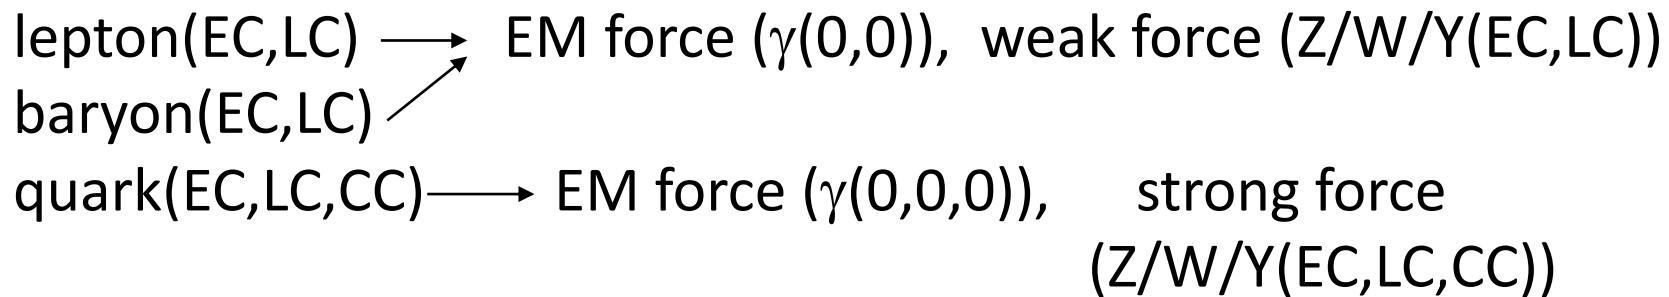 lepton(EC,LC) → EM force (γ(0,0)), weak force (Z/W/Y(EC,LC))
baryon(EC,LC)
quark(EC,LC,CC) → EM force (γ(0,0,0)), strong force
(Z/W/Y(EC,LC,CC))